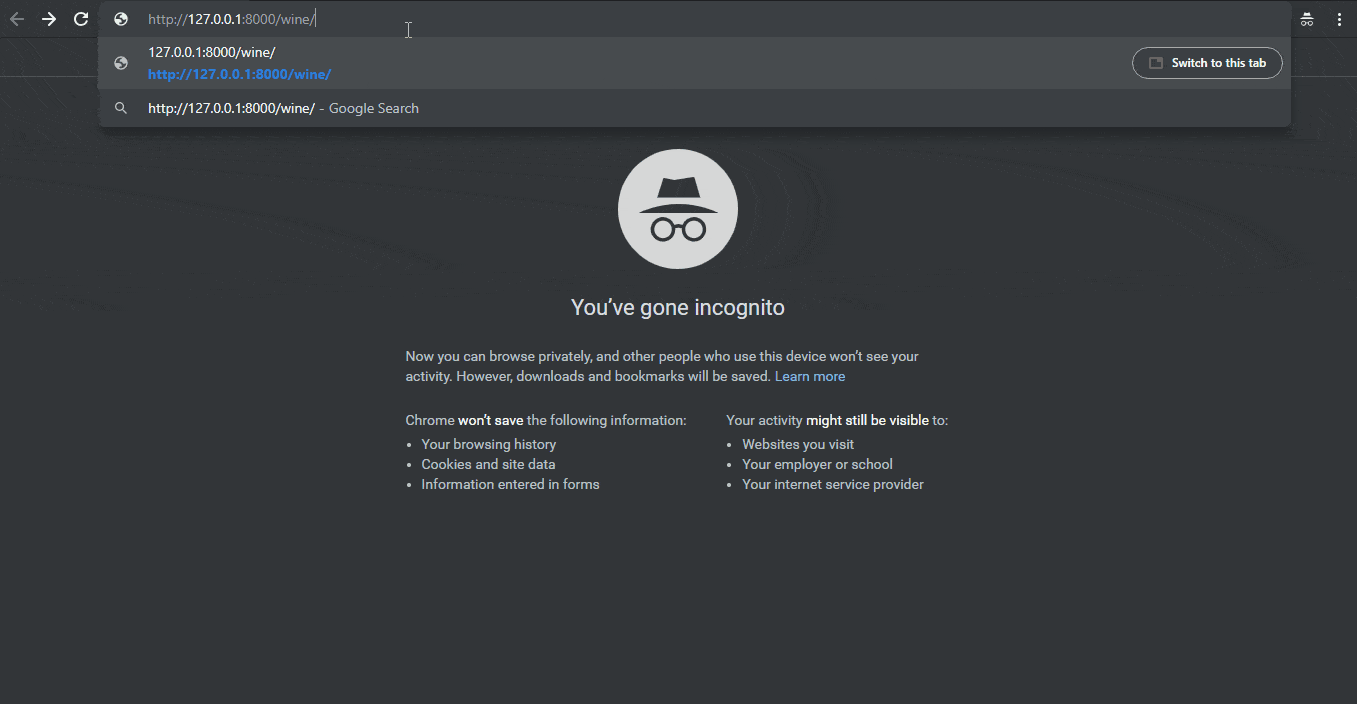 http://127.0.0.1:8000/wine/
127.0.0.1:8000/wine/
http://127.0.0.1:8000/wine/
Switch to this tab
http://127.0.0.1:8000/wine/ - Google Search
You’ve gone incognito
Now you can browse privately, and other people who use this device won’t see your
activity. However, downloads and bookmarks will be saved. Learn more
Chrome won’t save the following information:
Your browsing history
Cookies and site data
Information entered in forms
Your activity might still be visible to:
Websites you visit
Your employer or school
Your internet service provider